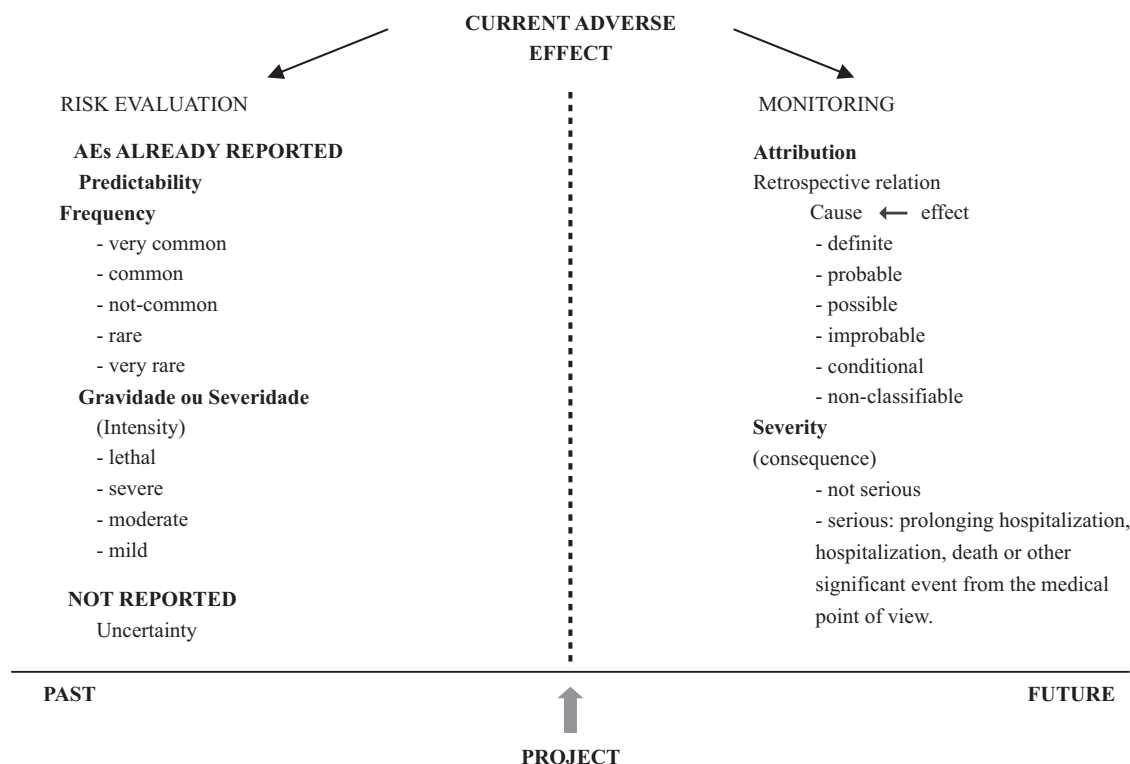 CURRENT ADVERSE
EFFECT
RISK EVALUATION
AEs ALREADY REPORTED
Predictability
Frequency
- very common
- common
- not-common
- rare
- very rare
Gravidade ou Severidade
(Intensity)
- lethal
- severe
- moderate
- mild
NOT REPORTED
Uncertainty
MONITORING
Attribution
Retrospective relation
Cause ← effect
- definite
- probable
- possible
- improbable
- conditional
- non-classifiable
Severity
(consequence)
- not serious
- serious: prolonging hospitalization,
hospitalization, death or other
significant event from the medical
point of view.
PAST
FUTURE
PROJECT